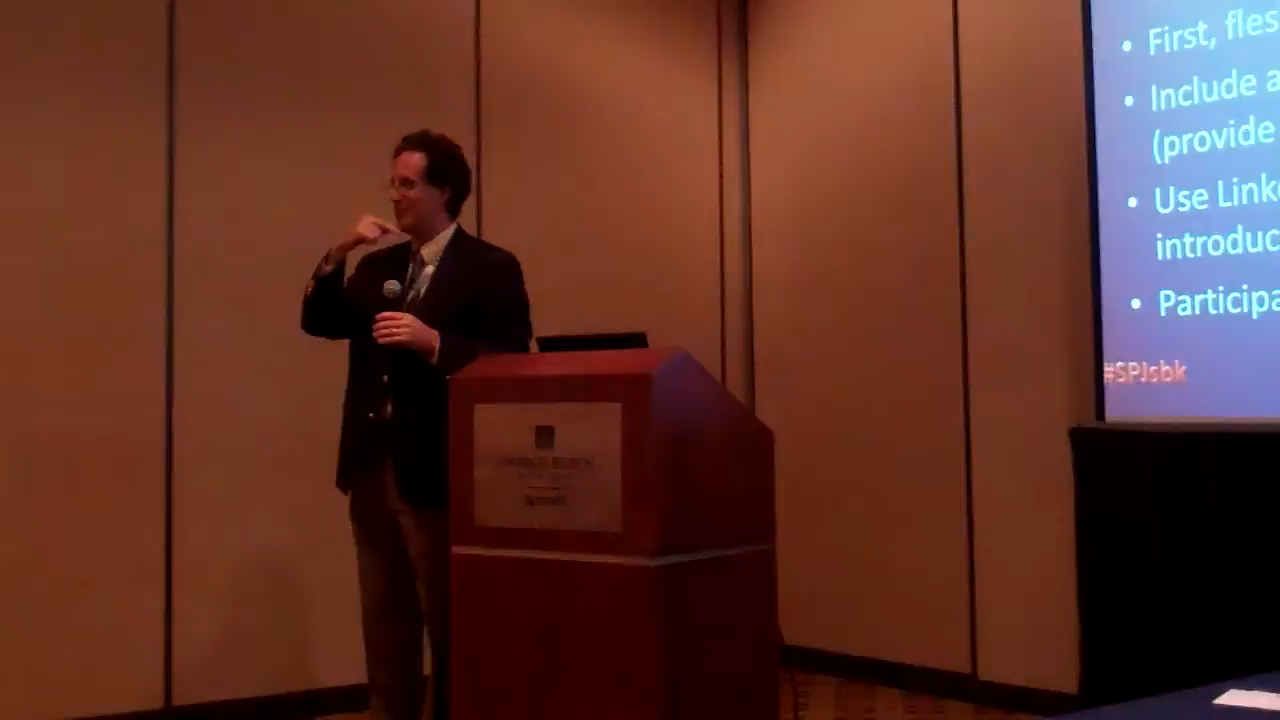 • First, fles
• Include a
(provide
• Use Link
introduc
• Participa
#SPJsbk